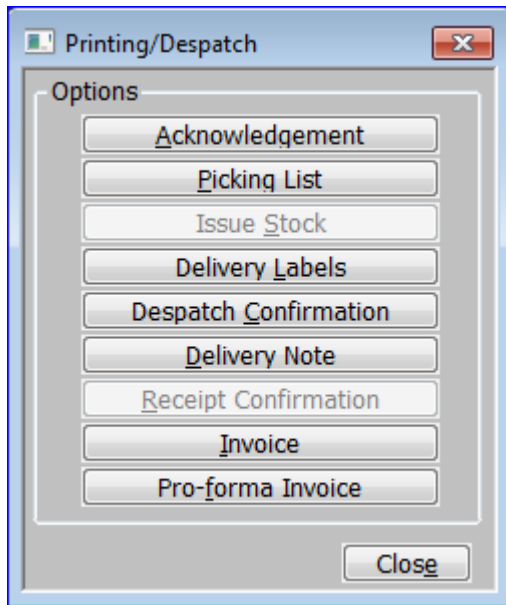 Printing/Despatch
Options
Acknowledgement
Picking List
Issue Stock
Delivery Labels
Despatch Confirmation
Delivery Note
Receipt Confirmation
Invoice
Pro-forma Invoice
Close